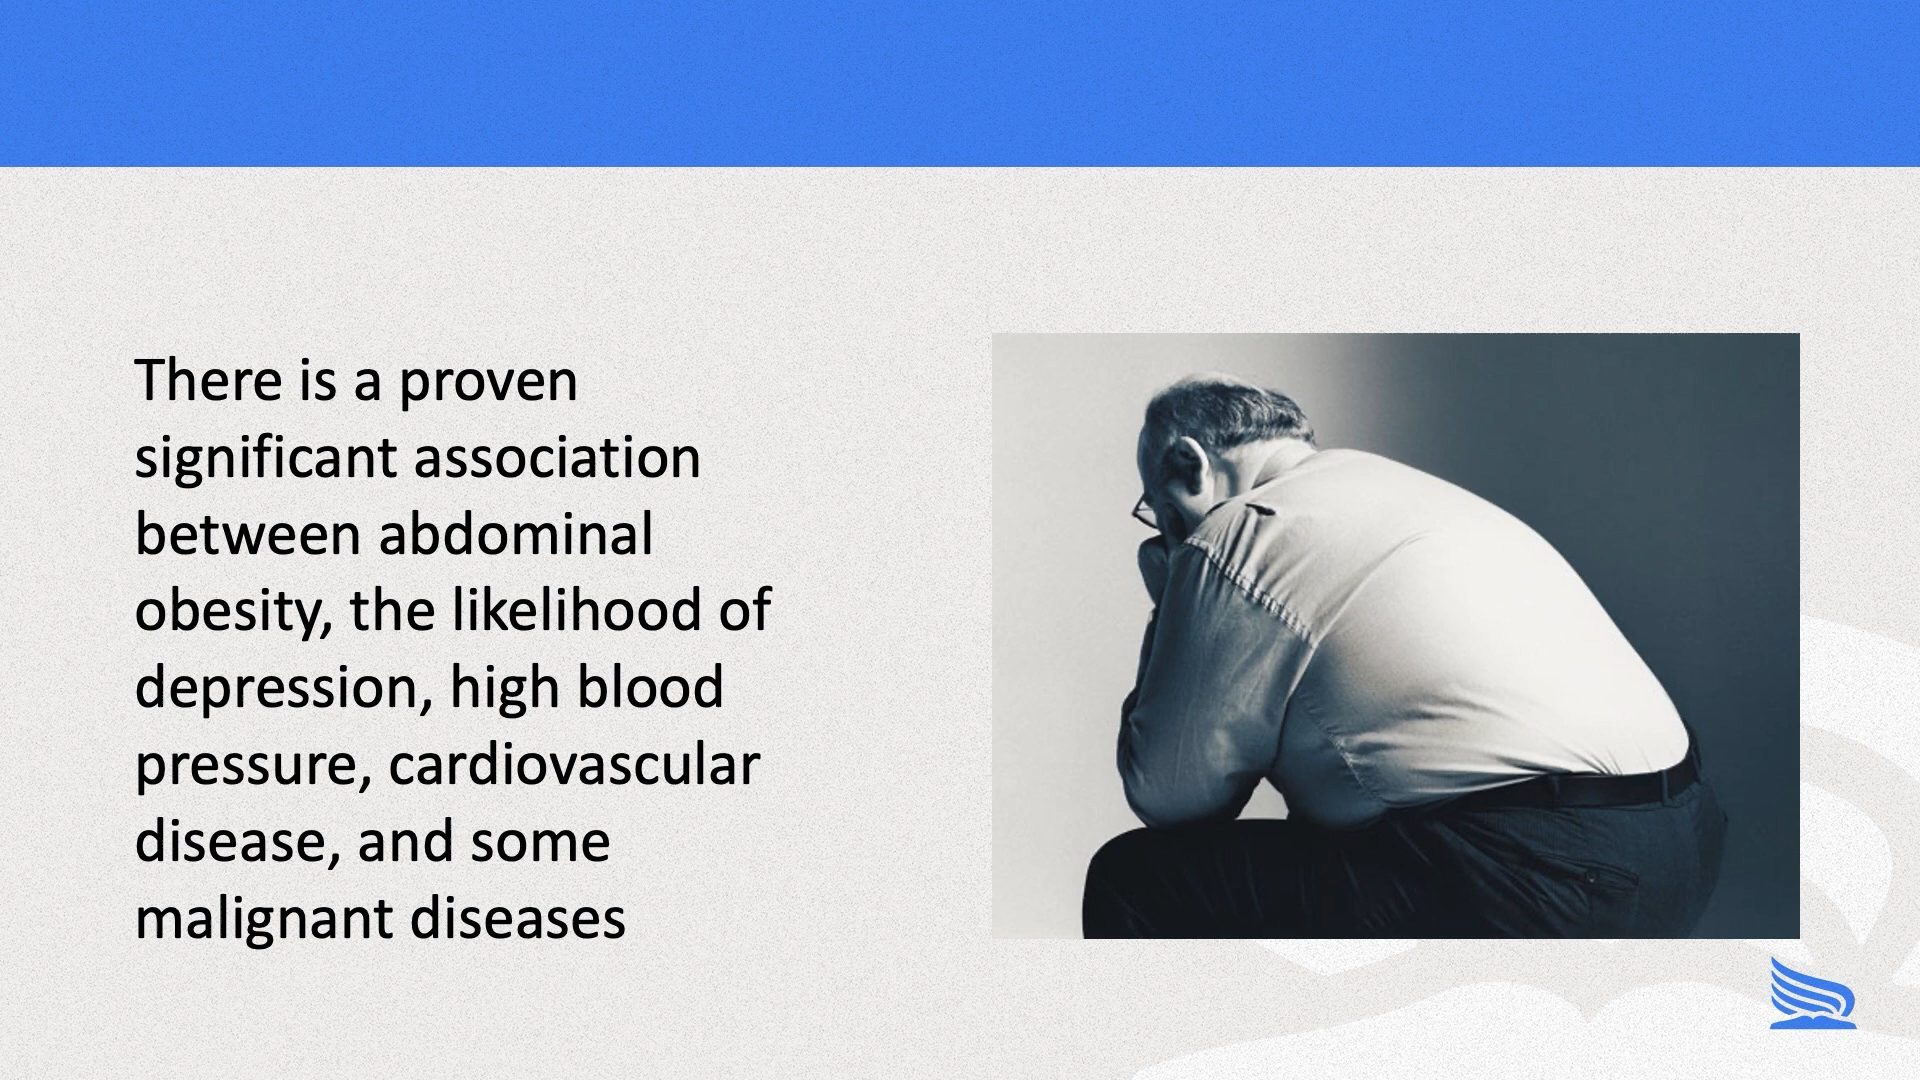 There is a proven
significant association
between abdominal
obesity, the likelihood of
depression, high blood
pressure, cardiovascular
disease, and some
malignant diseases